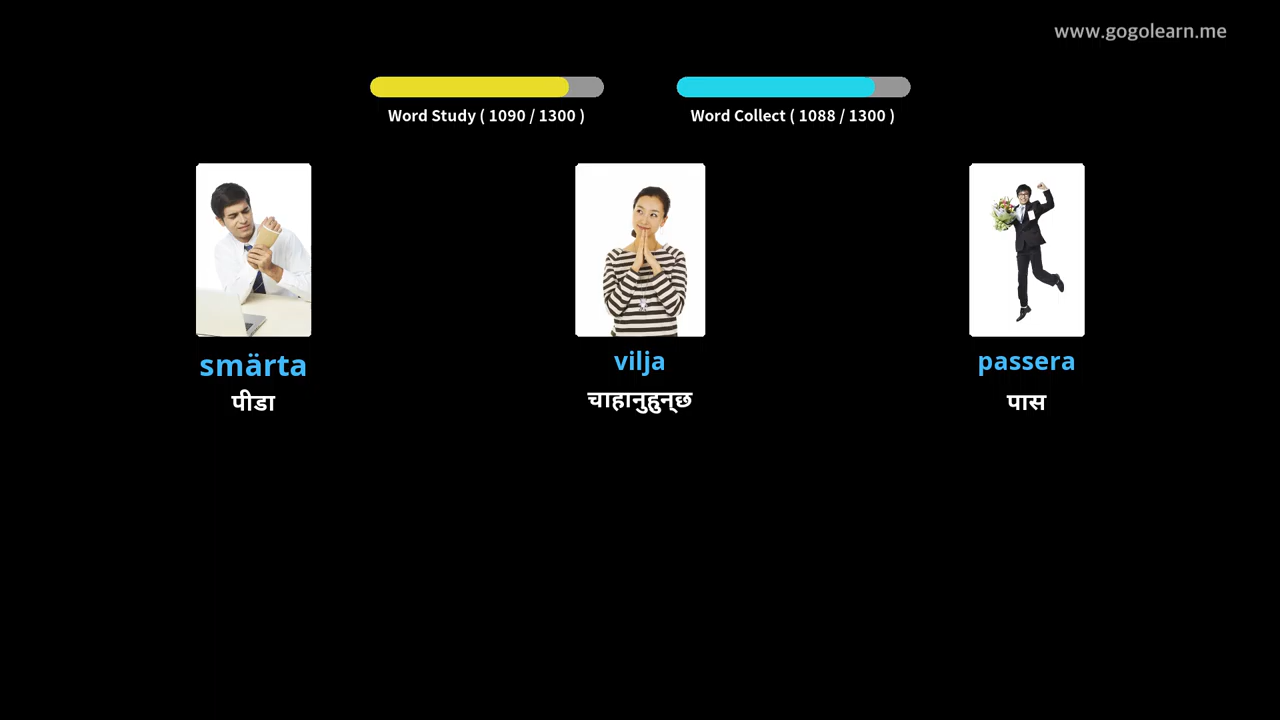 www.gogolearn.me
Word Study ( 1090 / 1300 )
Word Collect ( 1088 / 1300 )
smärta
vilja
passera
पीडा
चाहानुहुन्छ
पास